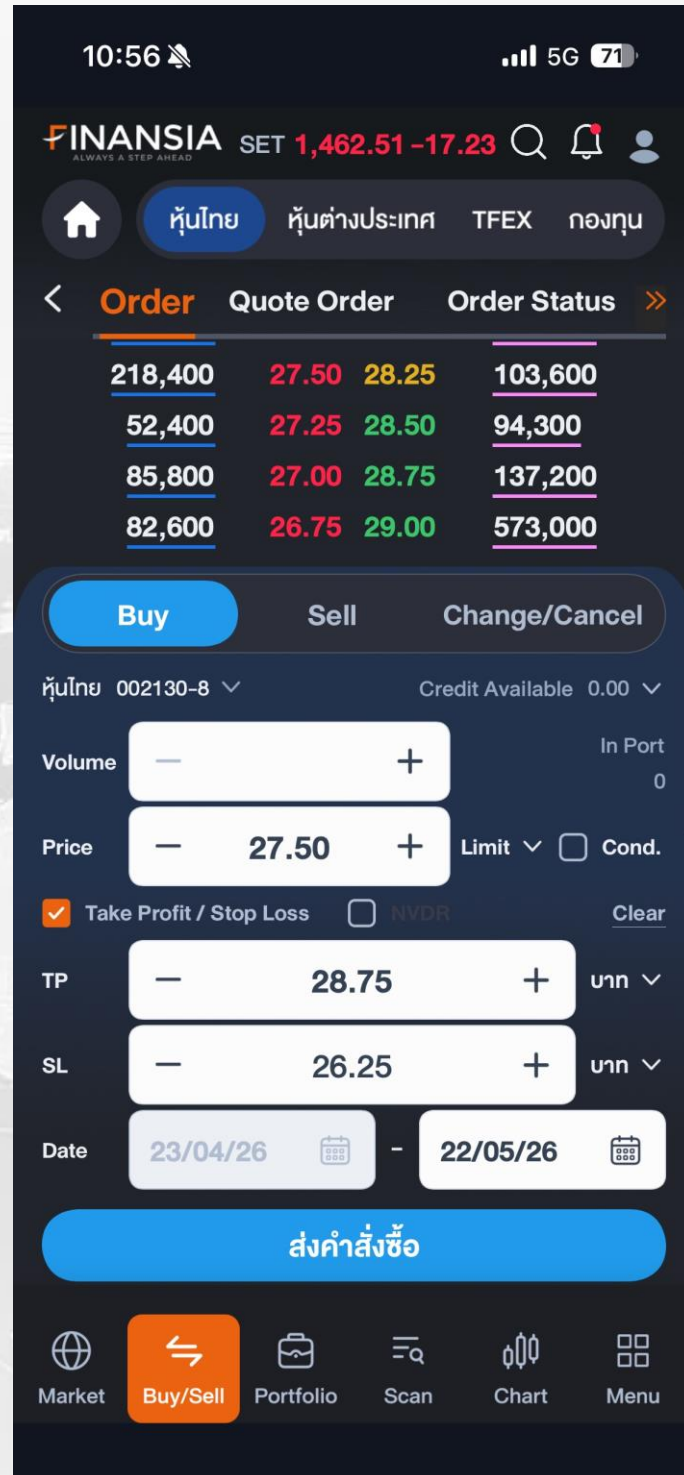 10:56 5G 71
FINANSIA SET 1,462.51 -17.23
ALWAYS A STEP AHEAD
หุ้นไทย หุ้นต่างประเทศ TFEX กองทุน
Order Quote Order Order Status
218,400 27.50 28.25 103,600
52,400 27.25 28.50 94,300
85,800 27.00 28.75 137,200
82,600 26.75 29.00 573,000
Buy Sell Change/Cancel
หุ้นไทย 002130-8 Credit Available 0.00
Volume In Port
0
Price 27.50 Limit Cond.
Take Profit / Stop Loss NVDR Clear
TP 28.75 บาท
SL 26.25 บาท
Date 23/04/26 - 22/05/26
ส่งคำสั่งซื้อ
Market Buy/Sell Portfolio Scan Chart Menu